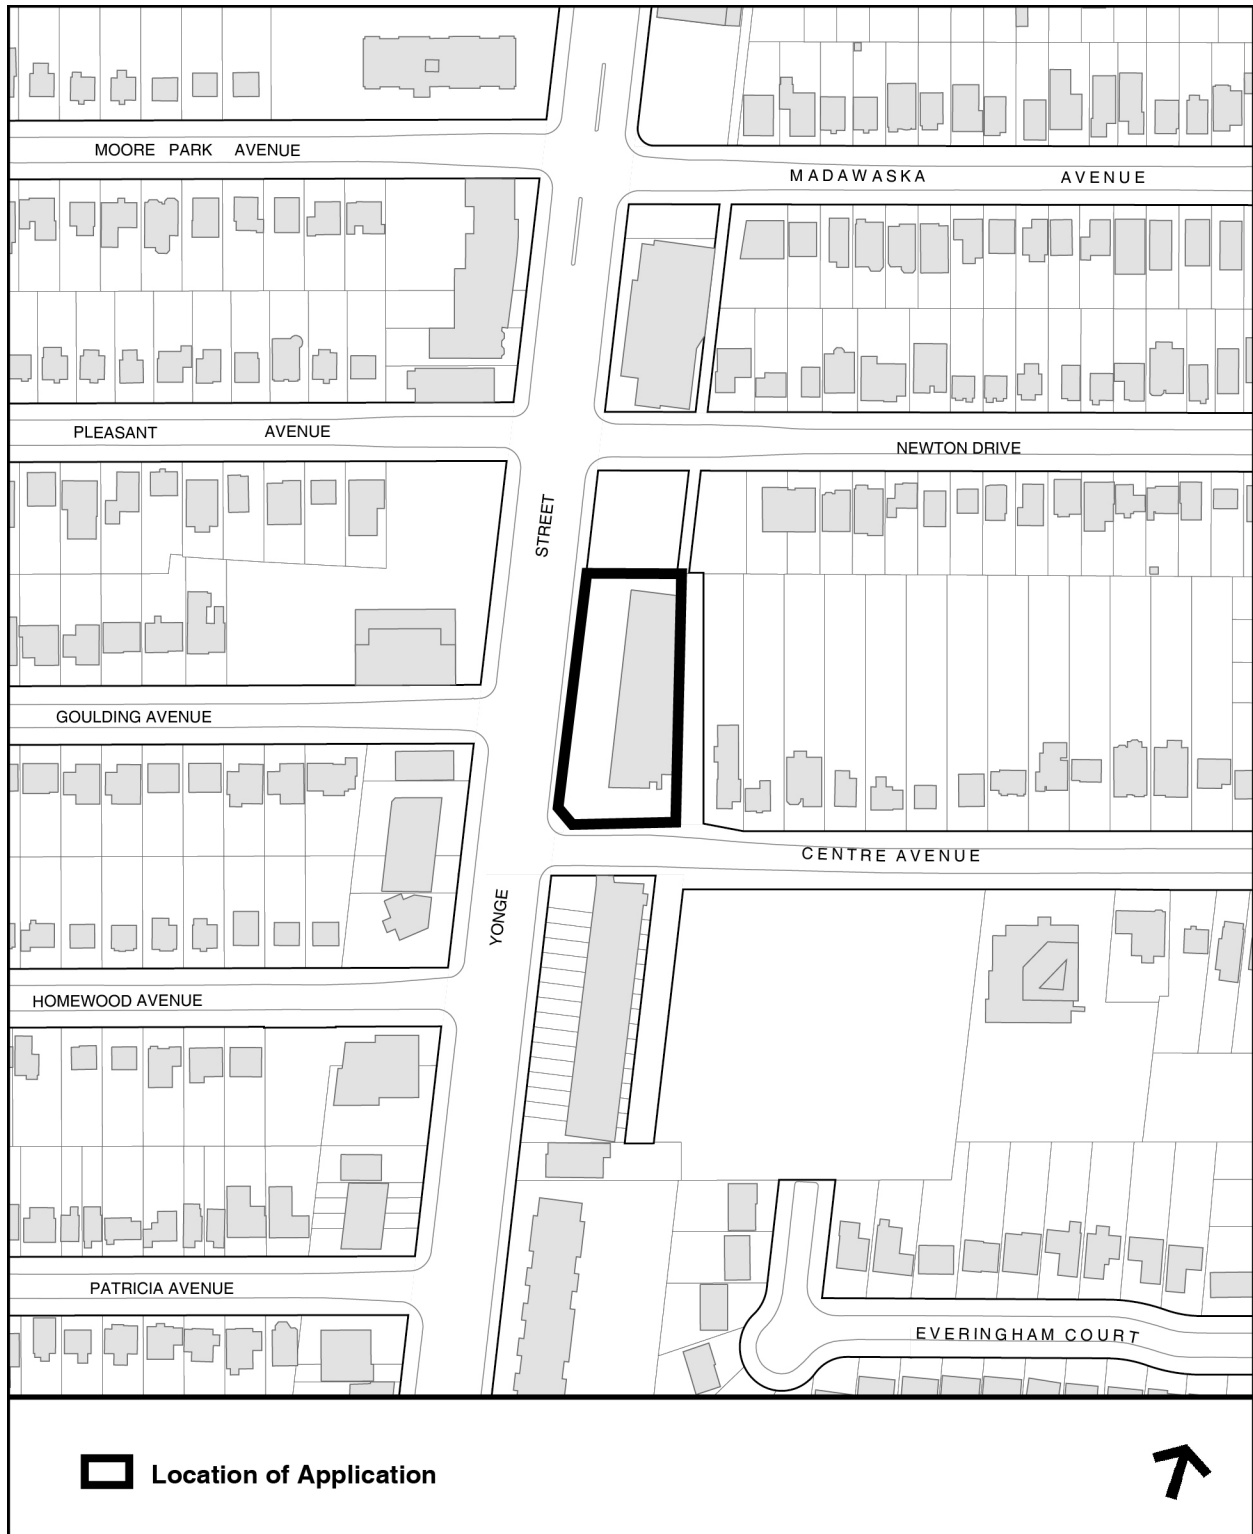 MOORE PARK AVENUE
MADAWASKA AVENUE
PLEASANT AVENUE
NEWTON DRIVE
STREET
GOULDING AVENUE
CENTRE AVENUE
YONGE
HOMEWOOD AVENUE
PATRICIA AVENUE
EVERINGHAM COURT
Location of Application